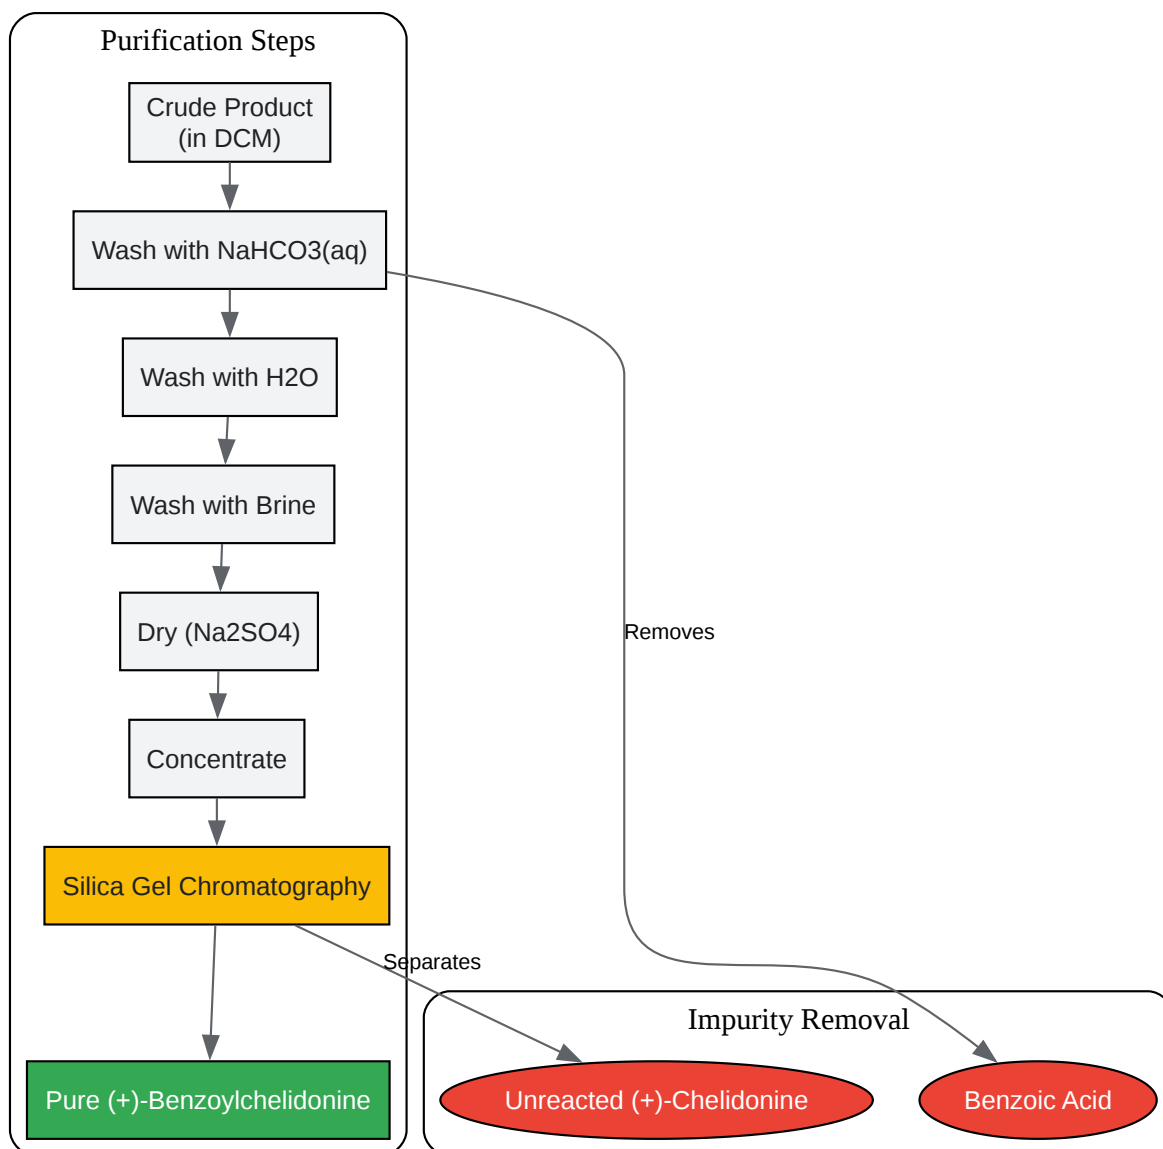 Purification Steps
Crude Product
(in DCM)
Wash with NaHCO3(aq)
Wash with H2O
Wash with Brine
Dry (Na2SO4)
Removes
Concentrate
Silica Gel Chromatography
Separates
Impurity Removal
Pure (+)-Benzoylchelidonine
Unreacted (+)-Chelidonine
Benzoic Acid